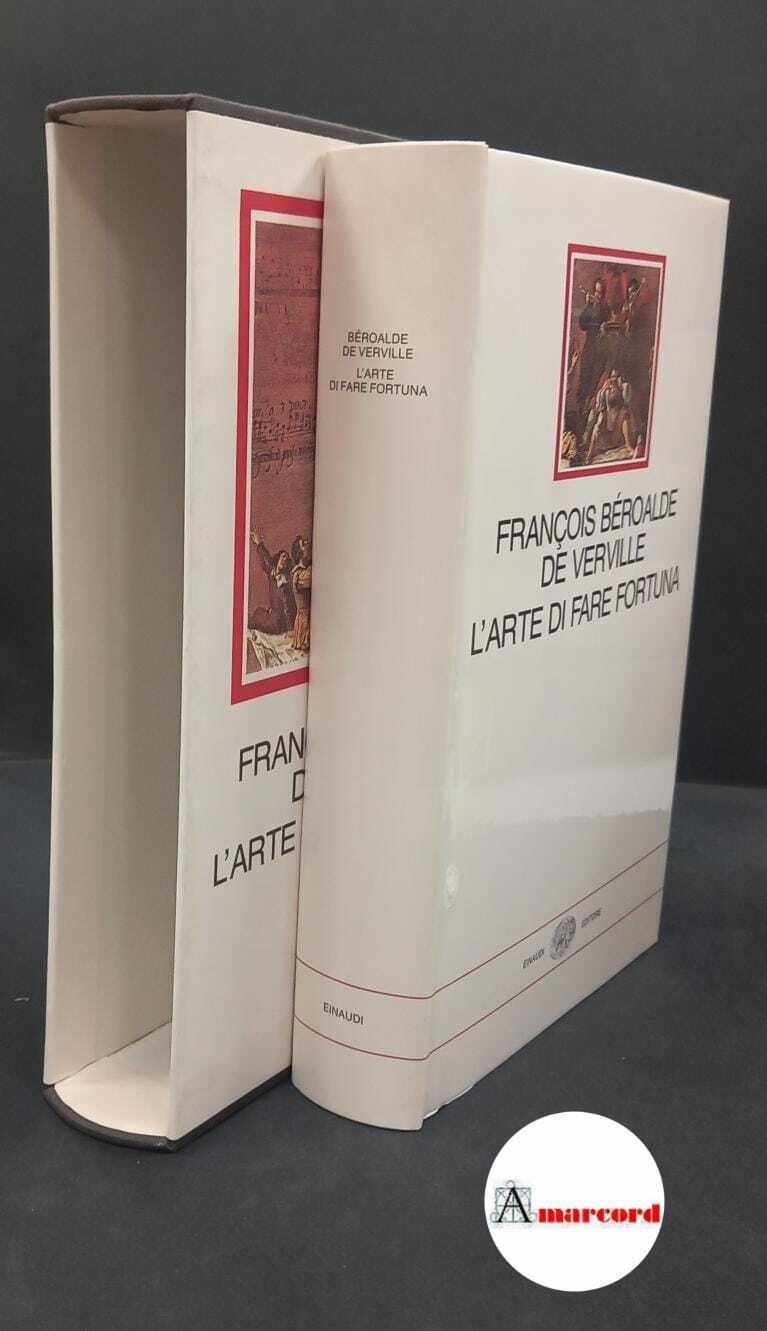 FRAN
D
L'ARTE
BÉROALDE
DE VERVILLE
L'ARTE
DI FARE FORTUNA
EINAUDI
FRANÇOIS BÉROALDE
DE VERVILLE
L'ARTE DI FARE FORTUNA
EINAUDI EDITORE
Amarcord